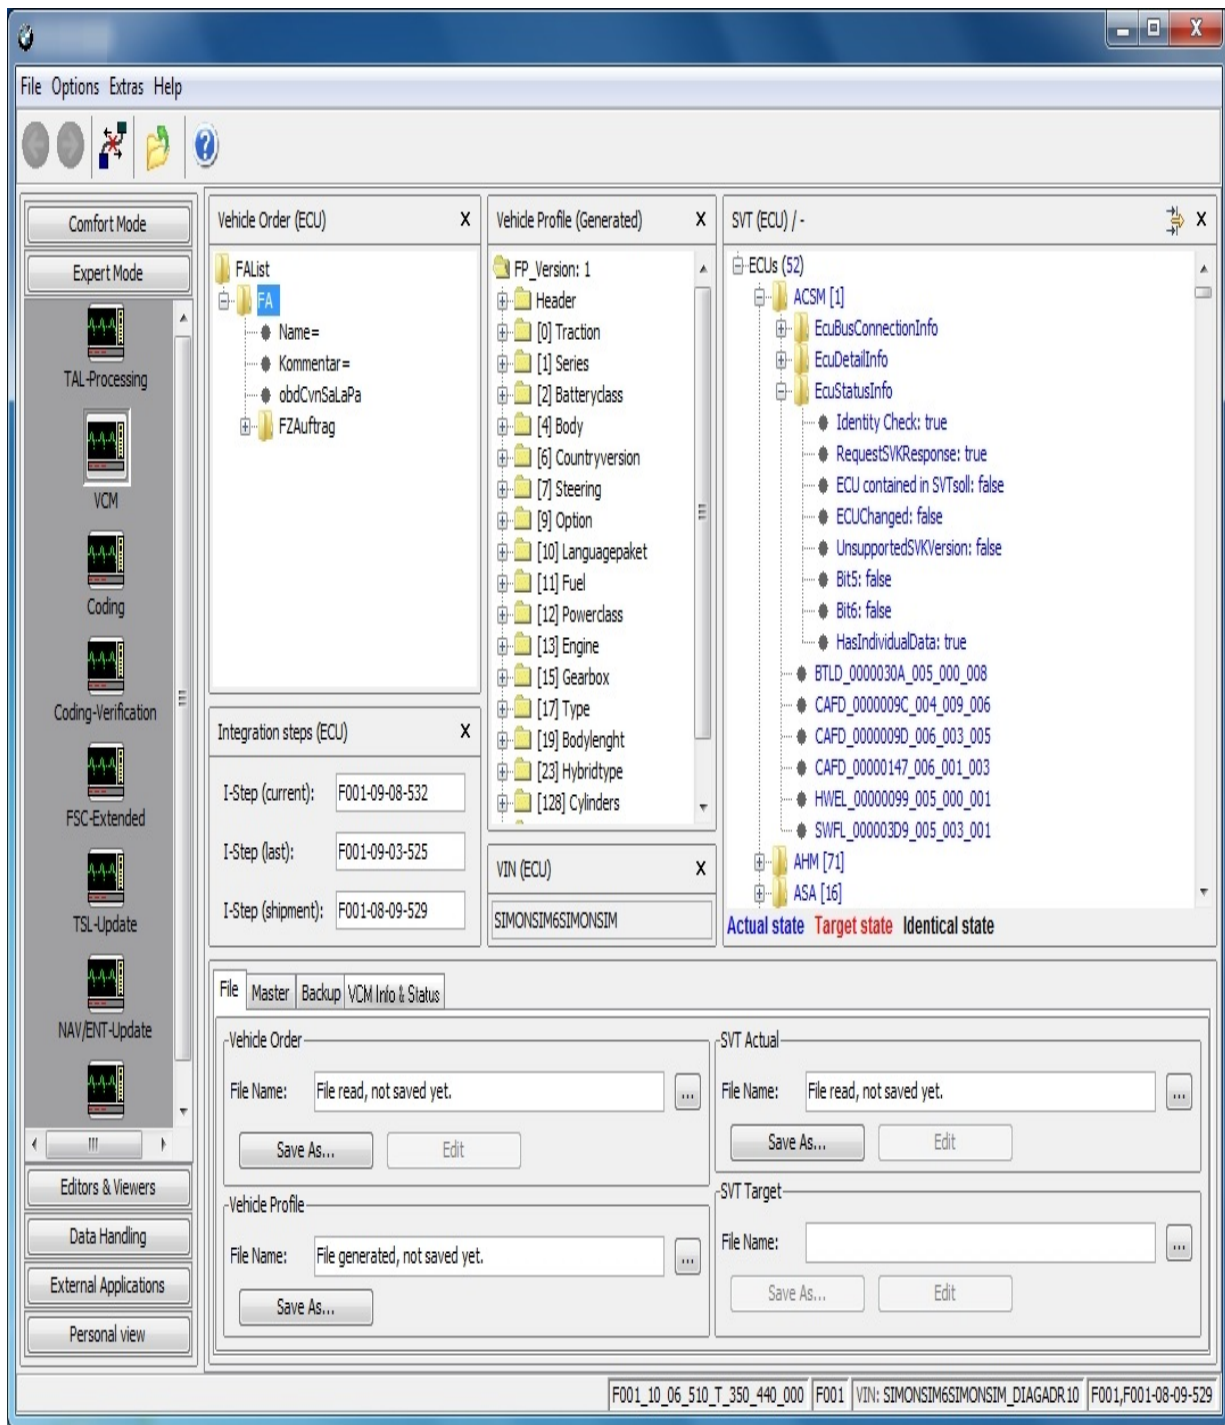 File Options Extras Help
Comfort Mode
Expert Mode
TAL-Processing
VCM
Coding
Coding-Verification
FSC-Extended
TSL-Update
NAV/ENT-Update
Editors & Viewers
Data Handling
External Applications
Personal view
Vehicle Order (ECU) X
FAList
FA
Name=
Kommentar=
obdCvnSaLaPa
FZAuftrag
Integration steps (ECU) X
I-Step (current): F001-09-08-532
I-Step (last): F001-09-03-525
I-Step (shipment): F001-08-09-529
Vehicle Profile (Generated) X
FP_Version: 1
Header
[0] Traction
[1] Series
[2] Batteryclass
[4] Body
[6] Countryversion
[7] Steering
[9] Option
[10] Languagepaket
[11] Fuel
[12] Powerclass
[13] Engine
[15] Gearbox
[17] Type
[19] Bodylenght
[23] Hybridtype
[128] Cylinders
VIN (ECU) X
SIMONSIM6SIMONSIM
SVT (ECU) / - X
ECUs (52)
ACSM [1]
EcuBusConnectionInfo
EcuDetailInfo
EcuStatusInfo
Identity Check: true
RequestSVKResponse: true
ECU contained in SVTsoll: false
ECUChanged: false
UnsupportedSVKVersion: false
Bit5: false
Bit6: false
HasIndividualData: true
BTLD_0000030A_005_000_008
CAFD_0000009C_004_009_006
CAFD_0000009D_006_003_005
CAFD_00000147_006_001_003
HWEL_00000099_005_000_001
SWFL_000003D9_005_003_001
AHM [71]
ASA [16]
Actual state Target state Identical state
File Master Backup VCM Info & Status
Vehicle Order
File Name: File read, not saved yet. ...
Save As... Edit
Vehicle Profile
File Name: File generated, not saved yet. ...
Save As...
SVT Actual
File Name: File read, not saved yet. ...
Save As... Edit
SVT Target
File Name: ...
Save As... Edit
F001_10_06_510_T_350_440_000 F001 VIN: SIMONSIM6SIMONSIM_DIAGADR10 F001,F001-08-09-529